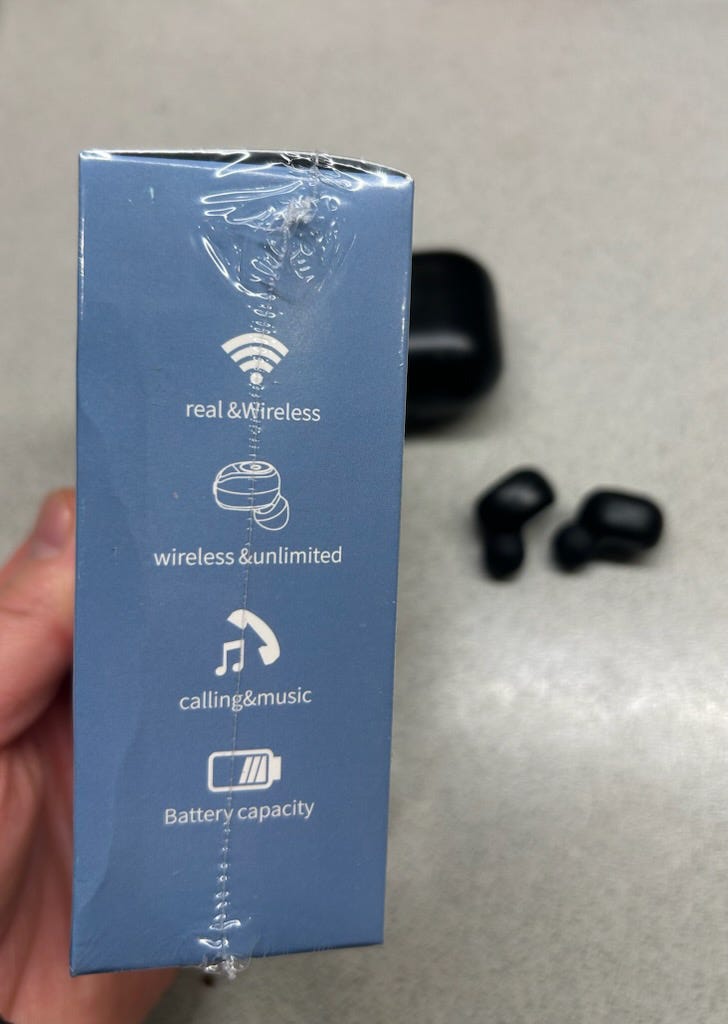 real &Wireless
wireless &unlimited
calling&music
Battery capacity